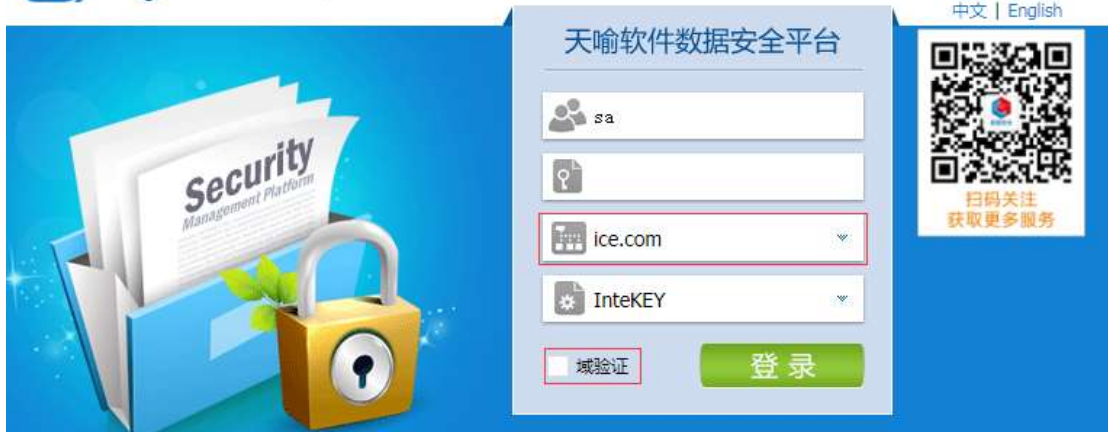 中文 | English
天喻软件数据安全平台
sa
ice.com
InteKEY
域验证
登录
Security
Management Platform
扫码关注
获取更多服务